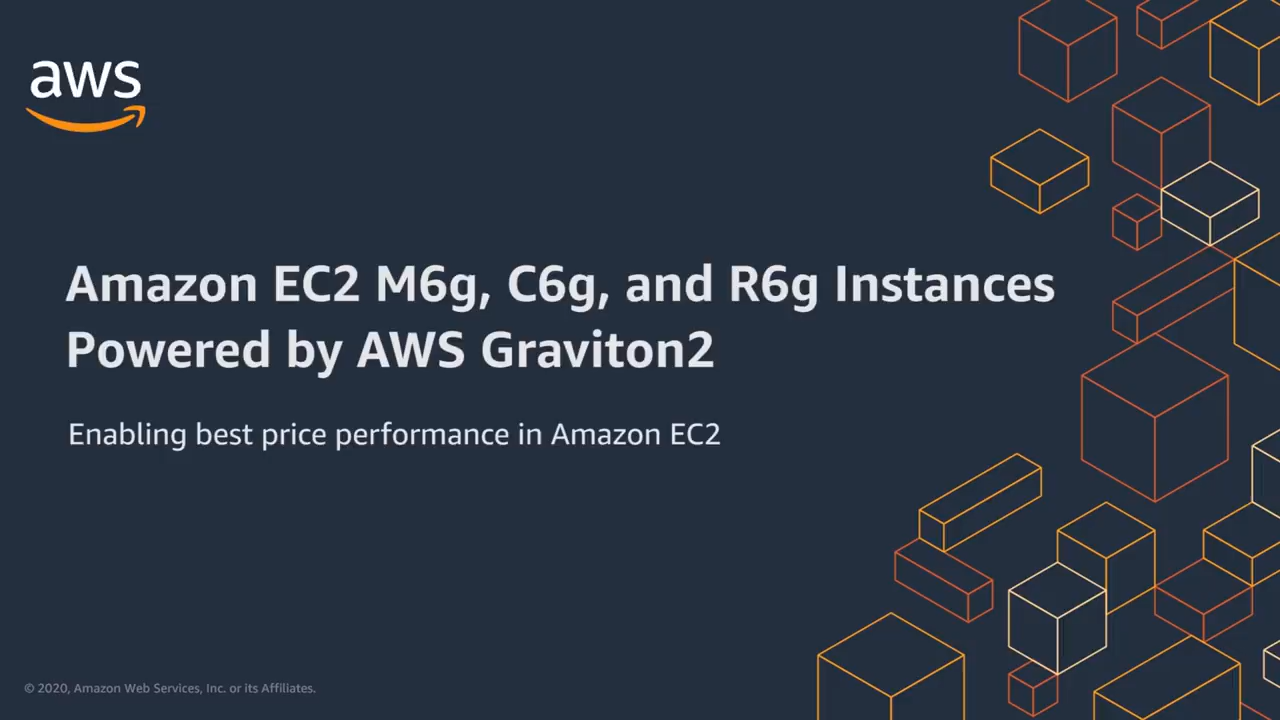 aws
Amazon EC2 M6g, C6g, and R6g Instances
Powered by AWS Graviton2
Enabling best price performance in Amazon EC2
© 2020, Amazon Web Services, Inc. or its Affiliates.